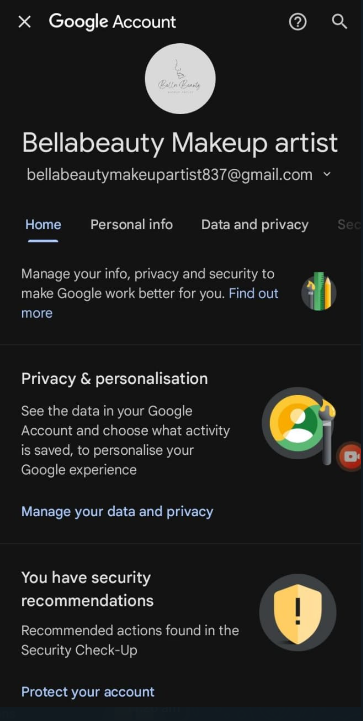 Google Account
Bella Beauty
Bellabeauty Makeup artist
bellabeautymakeupartist837@gmail.com
Home Personal info Data and privacy Sec
Manage your info, privacy and security to
make Google work better for you. Find out
more
Privacy & personalisation
See the data in your Google
Account and choose what activity
is saved, to personalise your
Google experience
Manage your data and privacy
You have security
recommendations
Recommended actions found in the
Security Check-Up
Protect your account